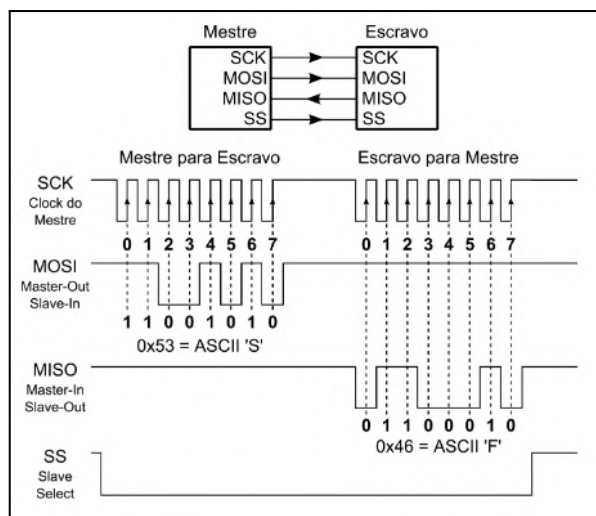 Mestre Escravo
SCK SCK
MOSI MOSI
MISO MISO
SS SS
Mestre para Escravo Escravo para Mestre
SCK
Clock do
Mestre
0 1 2 3 4 5 6 7 0 1 2 3 4 5 6 7
MOSI
Master-Out
Slave-In
1 1 0 0 1 0 1 0
0x53 = ASCII 'S'
MISO
Master-In
Slave-Out
0 1 1 0 0 0 1 0
0x46 = ASCII 'F'
SS
Slave
Select